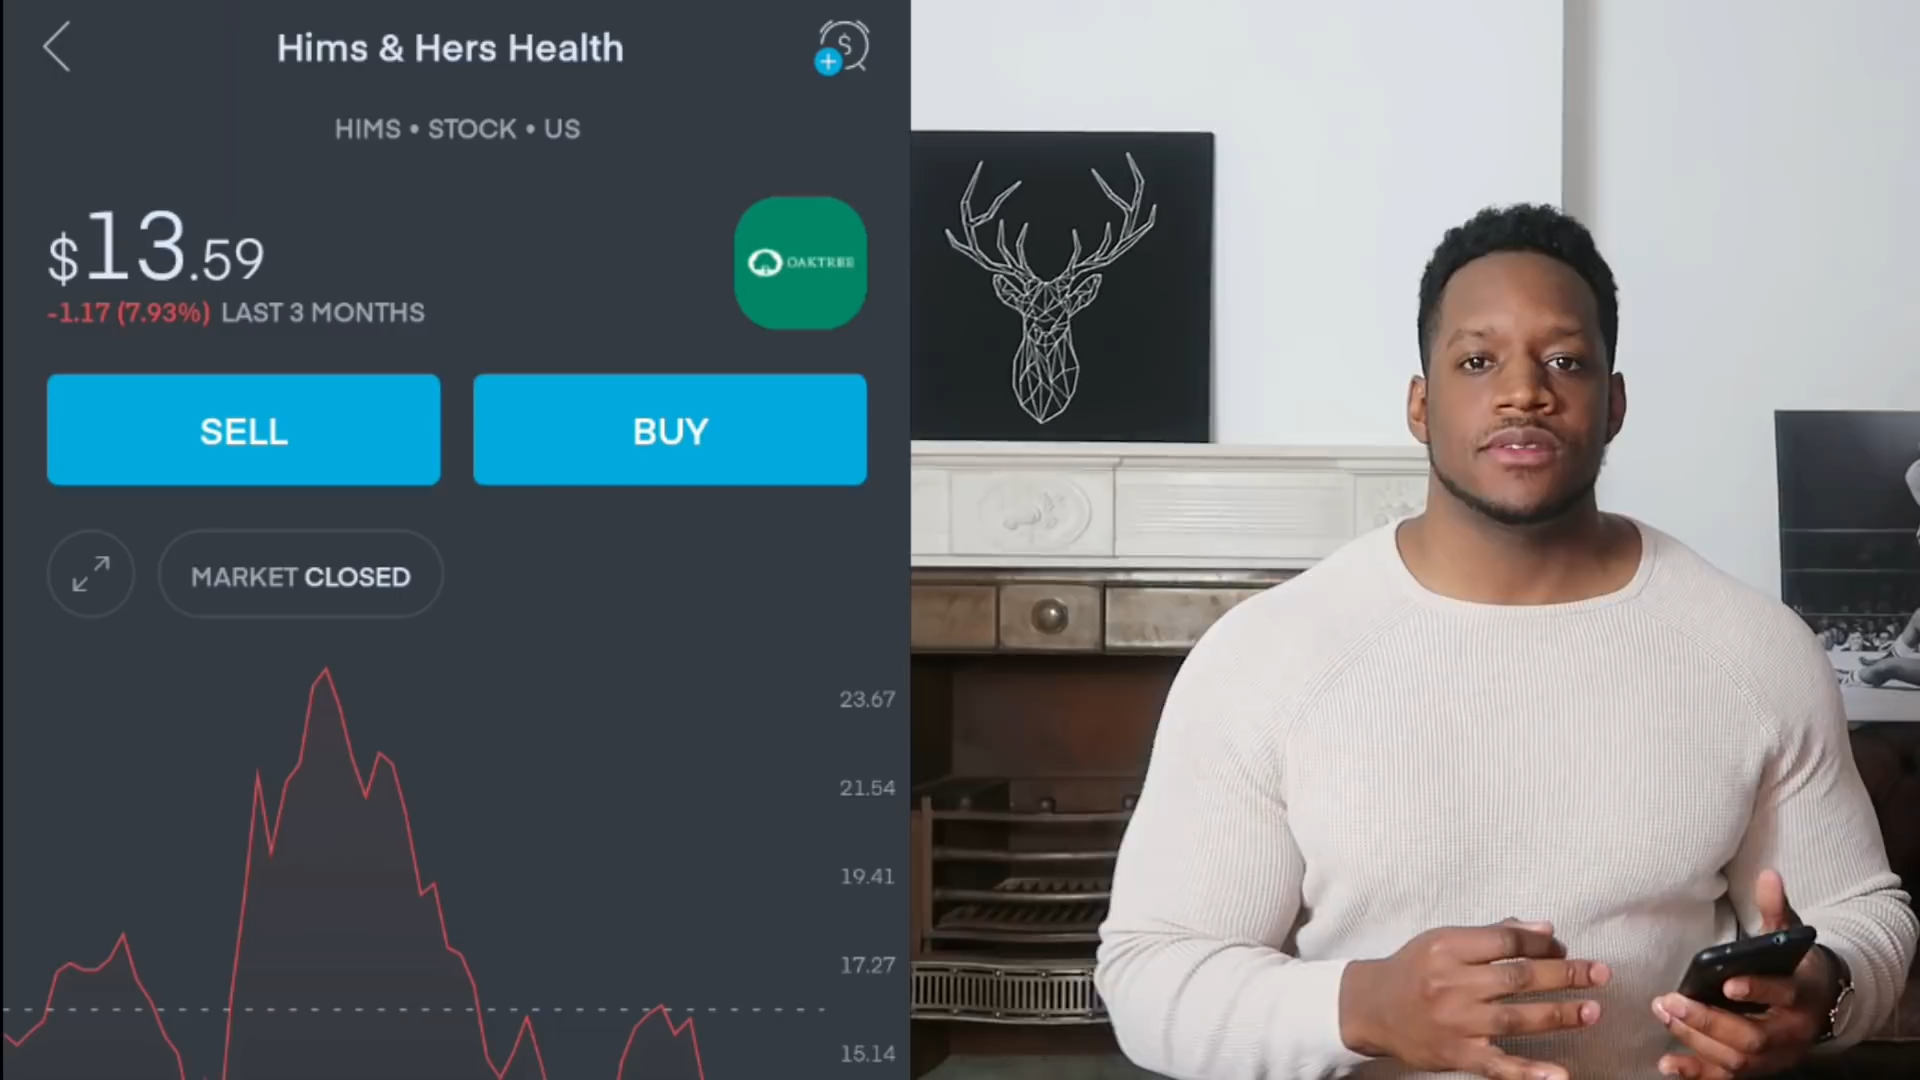 Hims & Hers Health
HIMS • STOCK • US
$13.59
-1.17 (7.93%) LAST 3 MONTHS
OAKTREE
SELL
BUY
MARKET CLOSED
23.67
21.54
19.41
17.27
15.14